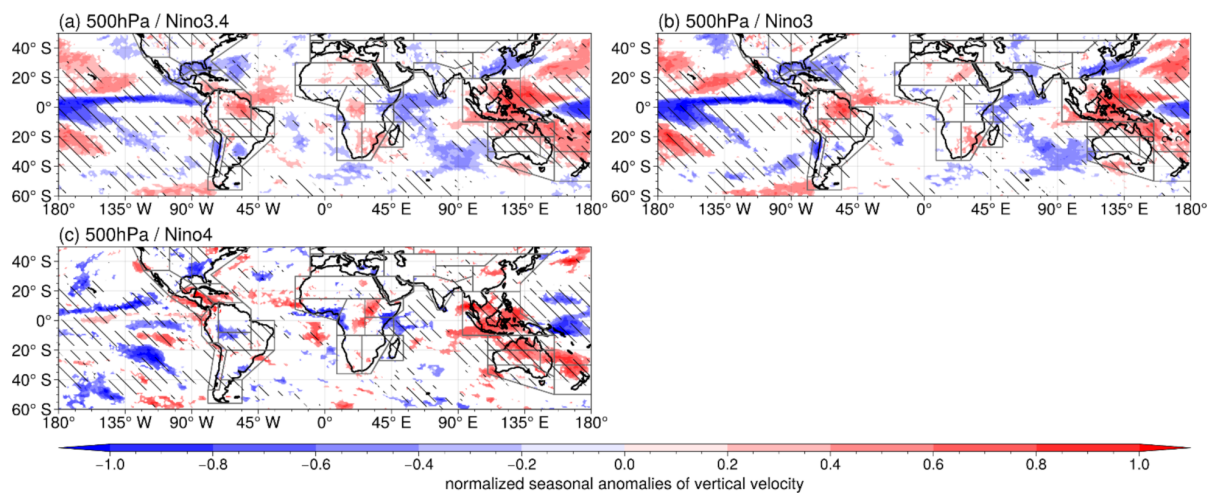 (a) 500hPa / Nino3.4
(b) 500hPa / Nino3
40° S
20° S
0°
20° S
40° S
60° S
180° 135° W 90° W 45° W 0° 45° E 90° E 135° E 180°
40° S
20° S
0°
20° S
40° S
60° S
180° 135° W 90° W 45° W 0° 45° E 90° E 135° E 180°
(c) 500hPa / Nino4
40° S
20° S
0°
20° S
40° S
60° S
180° 135° W 90° W 45° W 0° 45° E 90° E 135° E 180°
−1.0 −0.8 −0.6 −0.4 −0.2 0.0 0.2 0.4 0.6 0.8 1.0
normalized seasonal anomalies of vertical velocity